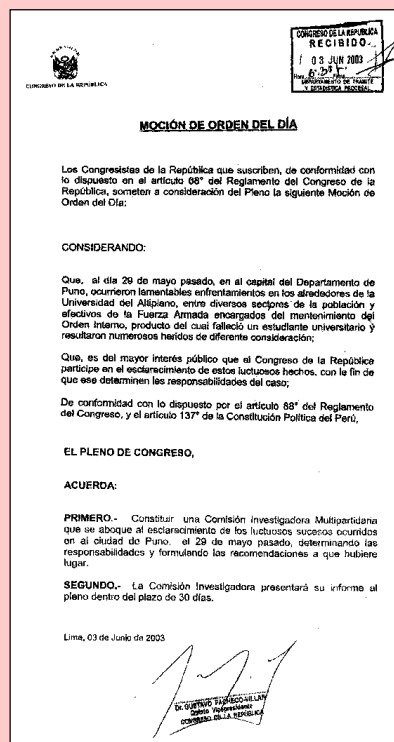 CONGRESO DE LA REPUBLICA
RECIBIDO
03 JUN 2003
DEPARTAMENTO DE TRAMITE
Y ESTADISTICA PROCESAL
CONGRESO DE LA REPÚBLICA
MOCIÓN DE ORDEN DEL DÍA
Los Congresistas de la República que suscriben, de conformidad con
lo dispuesto en el artículo 68° del Reglamento del Congreso de la
República, someten a consideración del Pleno la siguiente Moción de
Orden del Día:
CONSIDERANDO:
Que, al día 29 de mayo pasado, en al capital del Departamento de
Puno, ocurrieron lamentables enfrentamientos en los alrededores de la
Universidad del Altiplano, entre diversos sectores de la población y
efectivos de la Fuerza Armada encargados del mantenimiento del
Orden Interno, producto del cual falleció un estudiante universitario y
resultaron numerosos heridos de diferente consideración;
Que, es del mayor interés público que el Congreso de la República
participe en el esclarecimiento de estos luctuosos hechos, con le fin de
que ese determinen las responsabilidades del caso;
De conformidad con lo dispuesto por el artículo 88° del Reglamento
del Congreso, y el artículo 137° de la Constitución Política del Perú,
EL PLENO DE CONGRESO,
ACUERDA:
PRIMERO.- Constituir una Comisión Investigadora Multipartidaria
que se aboque al esclarecimiento de los luctuosos sucesos ocurridos
en al ciudad de Puno. el 29 de mayo pasado, determinando las
responsabilidades y formulando las recomendaciones a que hubiere
lugar.
SEGUNDO.- La Comisión Investigadora presentará su informe al
pleno dentro del plazo de 30 días.
Lima, 03 de Junio de 2003
Dr. GUSTAVO PACHECO VILLAR
Quinto Vicepresidente
CONGRESO DE LA REPÚBLICA